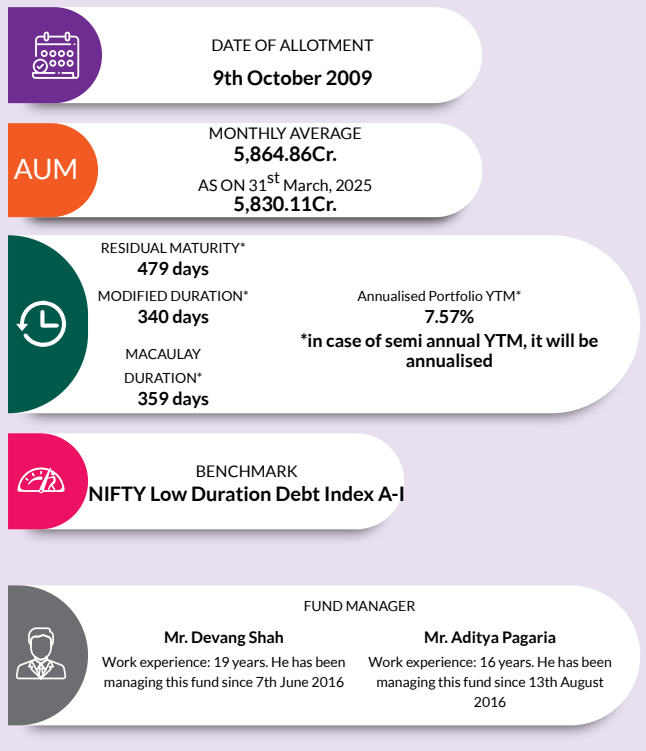 DATE OF ALLOTMENT
9th October 2009
AUM
MONTHLY AVERAGE
5,864.86Cr.
AS ON 31st March, 2025
5,830.11Cr.
RESIDUAL MATURITY*
479 days
MODIFIED DURATION*
340 days
MACAULAY
DURATION*
359 days
Annualised Portfolio YTM*
7.57%
*in case of semi annual YTM, it will be
annualised
BENCHMARK
NIFTY Low Duration Debt Index A-I
FUND MANAGER
Mr. Devang Shah
Work experience: 19 years. He has been
managing this fund since 7th June 2016
Mr. Aditya Pagaria
Work experience: 16 years. He has been
managing this fund since 13th August
2016